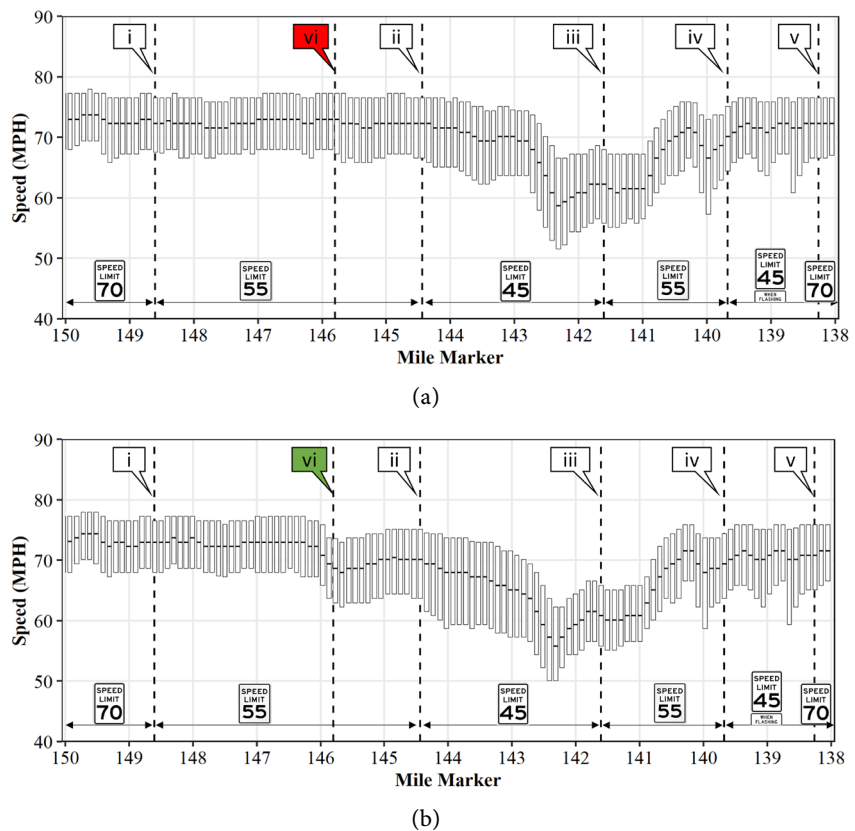 90
80
70
60
50
40
Speed (MPH)
i
vi
ii
iii
iv
v
SPEED
LIMIT
70
SPEED
LIMIT
55
SPEED
LIMIT
45
SPEED
LIMIT
55
SPEED
LIMIT
45
WHEN
FLASHING
SPEED
LIMIT
70
150 149 148 147 146 145 144 143 142 141 140 139 138
Mile Marker
(a)
90
80
70
60
50
40
Speed (MPH)
i
vi
ii
iii
iv
v
SPEED
LIMIT
70
SPEED
LIMIT
55
SPEED
LIMIT
45
SPEED
LIMIT
55
SPEED
LIMIT
45
WHEN
FLASHING
SPEED
LIMIT
70
150 149 148 147 146 145 144 143 142 141 140 139 138
Mile Marker
(b)